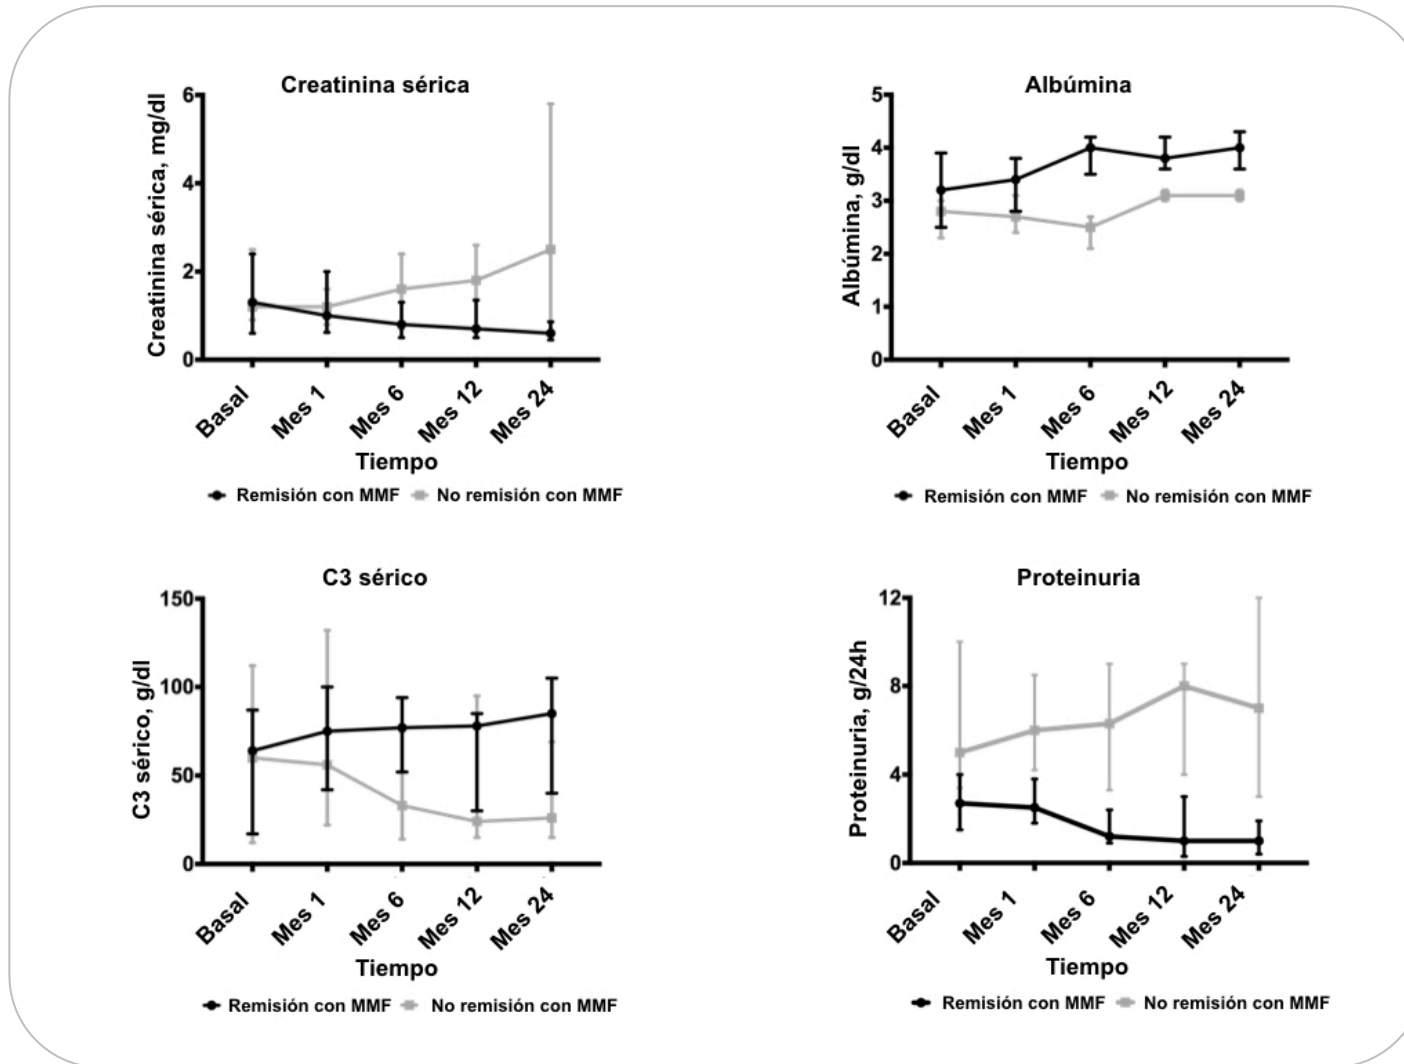 Creatinina sérica
Creatinina sérica, mg/dl
6
4
2
0
Basal
Mes 1
Mes 6
Mes 12
Mes 24
Tiempo
Remisión con MMF No remisión con MMF
Albúmina
Albúmina, g/dl
5
4
3
2
1
0
Basal
Mes 1
Mes 6
Mes 12
Mes 24
Tiempo
Remisión con MMF No remisión con MMF
C3 sérico
C3 sérico, g/dl
150
100
50
0
Basal
Mes 1
Mes 6
Mes 12
Mes 24
Tiempo
Remisión con MMF No remisión con MMF
Proteinuria
Proteinuria, g/24h
12
8
4
0
Basal
Mes 1
Mes 6
Mes 12
Mes 24
Tiempo
Remisión con MMF No remisión con MMF